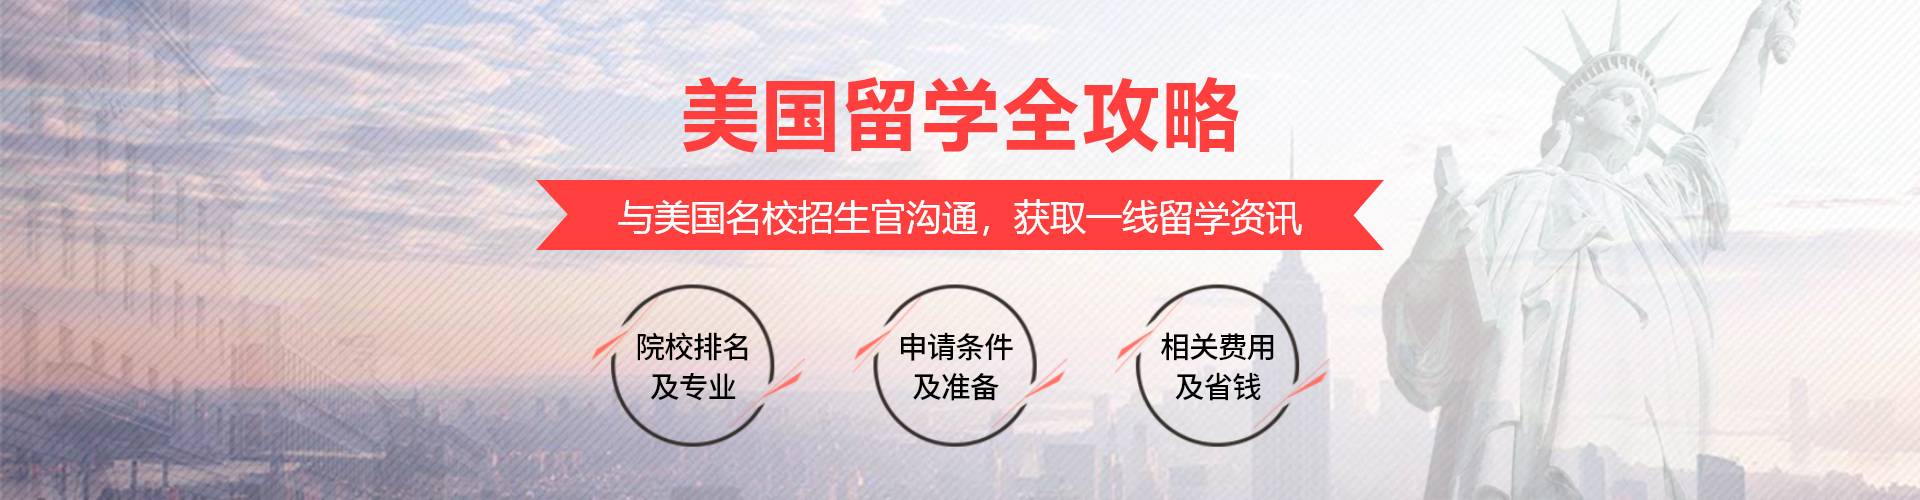 美国留学全攻略
与美国名校招生官沟通，获取一线留学资讯
院校排名
及专业
申请条件
及准备
相关费用
及省钱